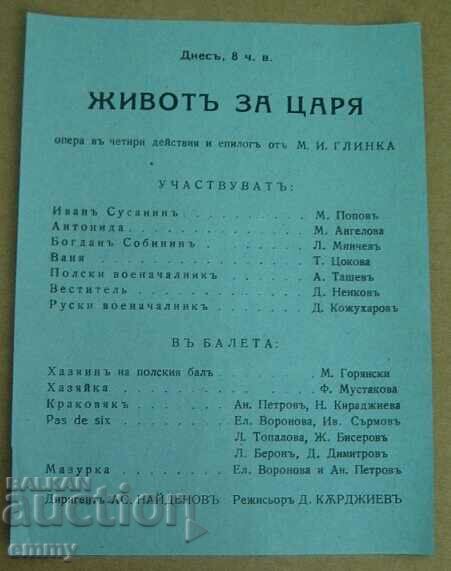 Днесъ, 8 ч. в.
ЖИВОТЪ ЗА ЦАРЯ
опера въ четири действия и епилогъ отъ М. И. ГЛИНКА
УЧАСТВУВАТЪ:
Иванъ Сусанинъ . . . . . . . . . . М. Поповъ
Антонида . . . . . . . . . . М. Ангелова
Богданъ Собининъ . . . . . . . . . . Л. Минчевъ
Ваня . . . . . . . . . . Т. Цокова
Полски военачалникъ . . . . . . . . . . А. Ташевъ
Веститель . . . . . . . . . . Д. Ненковъ
Руски военачалникъ . . . . . . . . . . Д. Кожухаровъ
ВЪ БАЛЕТА:
Хазяинъ на полския балъ . . . . . . . . М. Горянски
Хазяйка . . . . . . . . Ф. Мустакова
Краковякъ . . . . . . Ан. Петровъ, Н. Кираджиева
Pas de six . . . . . . Ел. Воронова, Ив. Сърмовъ
Л. Топалова, Ж. Бисеровъ
Л. Беронъ, Д. Димитровъ
Мазурка . . . . . . Ел. Воронова и Ан. Петровъ
Диригентъ АС. НАЙДЕНОВЪ Режисьоръ Д. КѪРДЖИЕВЪ
BALKAN
auction
emmy